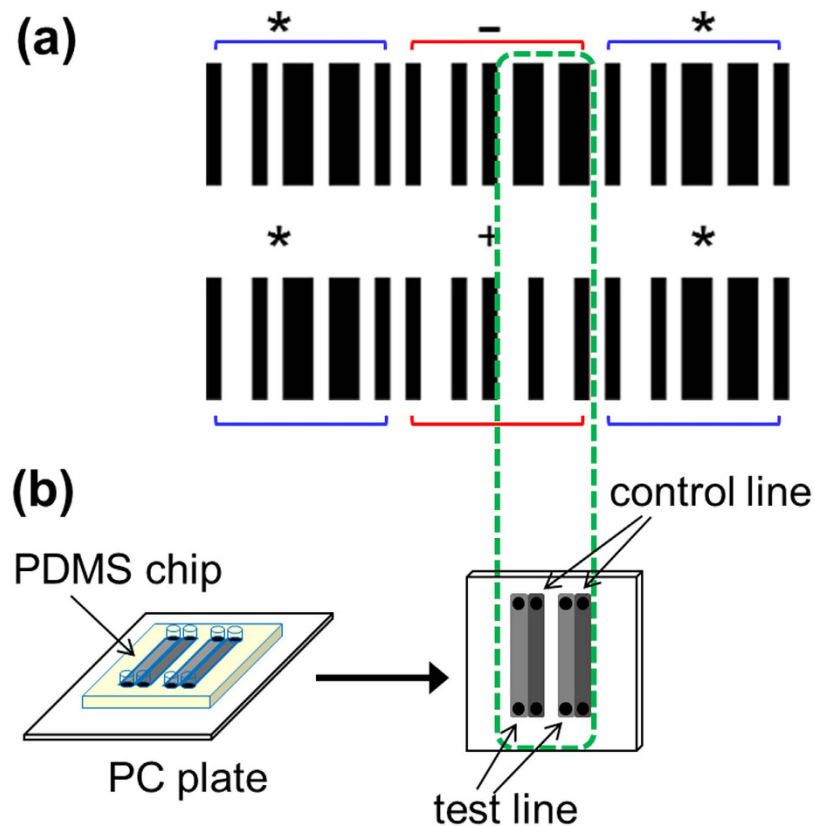 (a)
* – *
* + *
(b)
control line
PDMS chip
PC plate
test line